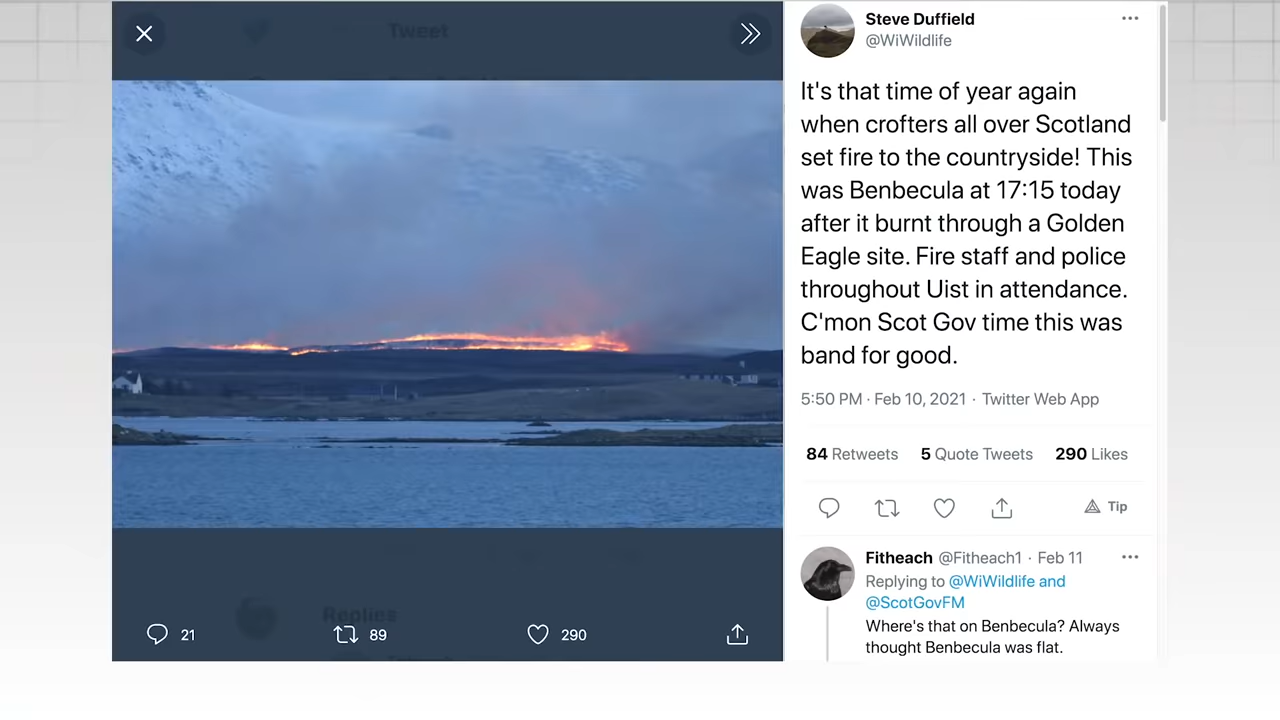 Tweet
Steve Duffield
@WiWildlife
It's that time of year again
when crofters all over Scotland
set fire to the countryside! This
was Benbecula at 17:15 today
after it burnt through a Golden
Eagle site. Fire staff and police
throughout Uist in attendance.
C'mon Scot Gov time this was
band for good.
5:50 PM · Feb 10, 2021 · Twitter Web App
84 Retweets 5 Quote Tweets 290 Likes
Tip
Fitheach @Fitheach1 · Feb 11
Replying to @WiWildlife and
@ScotGovFM
Where's that on Benbecula? Always
thought Benbecula was flat.
Replies
21 89 290